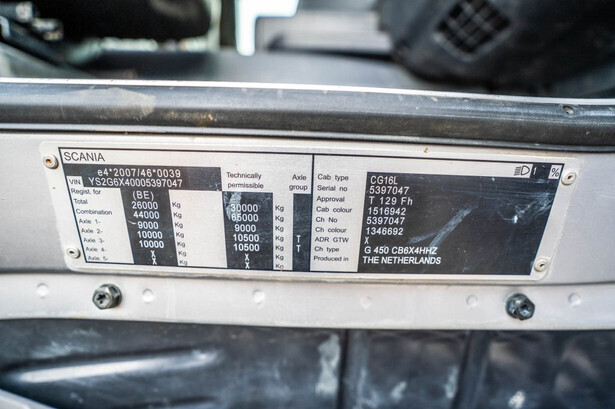 SCANIA
e4*2007/46*0039
VIN YS2G6X40005397047
Regist. for (BE) Technically permissible Axle group
Total 26000 Kg 30000 Kg
Combination 44000 Kg 65000 Kg
Axle 1- 9000 Kg 9000 Kg
Axle 2- 10000 Kg 10500 Kg T
Axle 3- 10000 Kg 10500 Kg T
Axle 4- X Kg X Kg
Axle 5- X Kg X Kg
Cab type CG16L 1 %
Serial no 5397047
Approval T 129 Fh
Cab colour 1516942
Ch no 5397047
Ch colour 1346692
ADR GTW X
Ch type G 450 CB6X4HHZ
Produced in THE NETHERLANDS